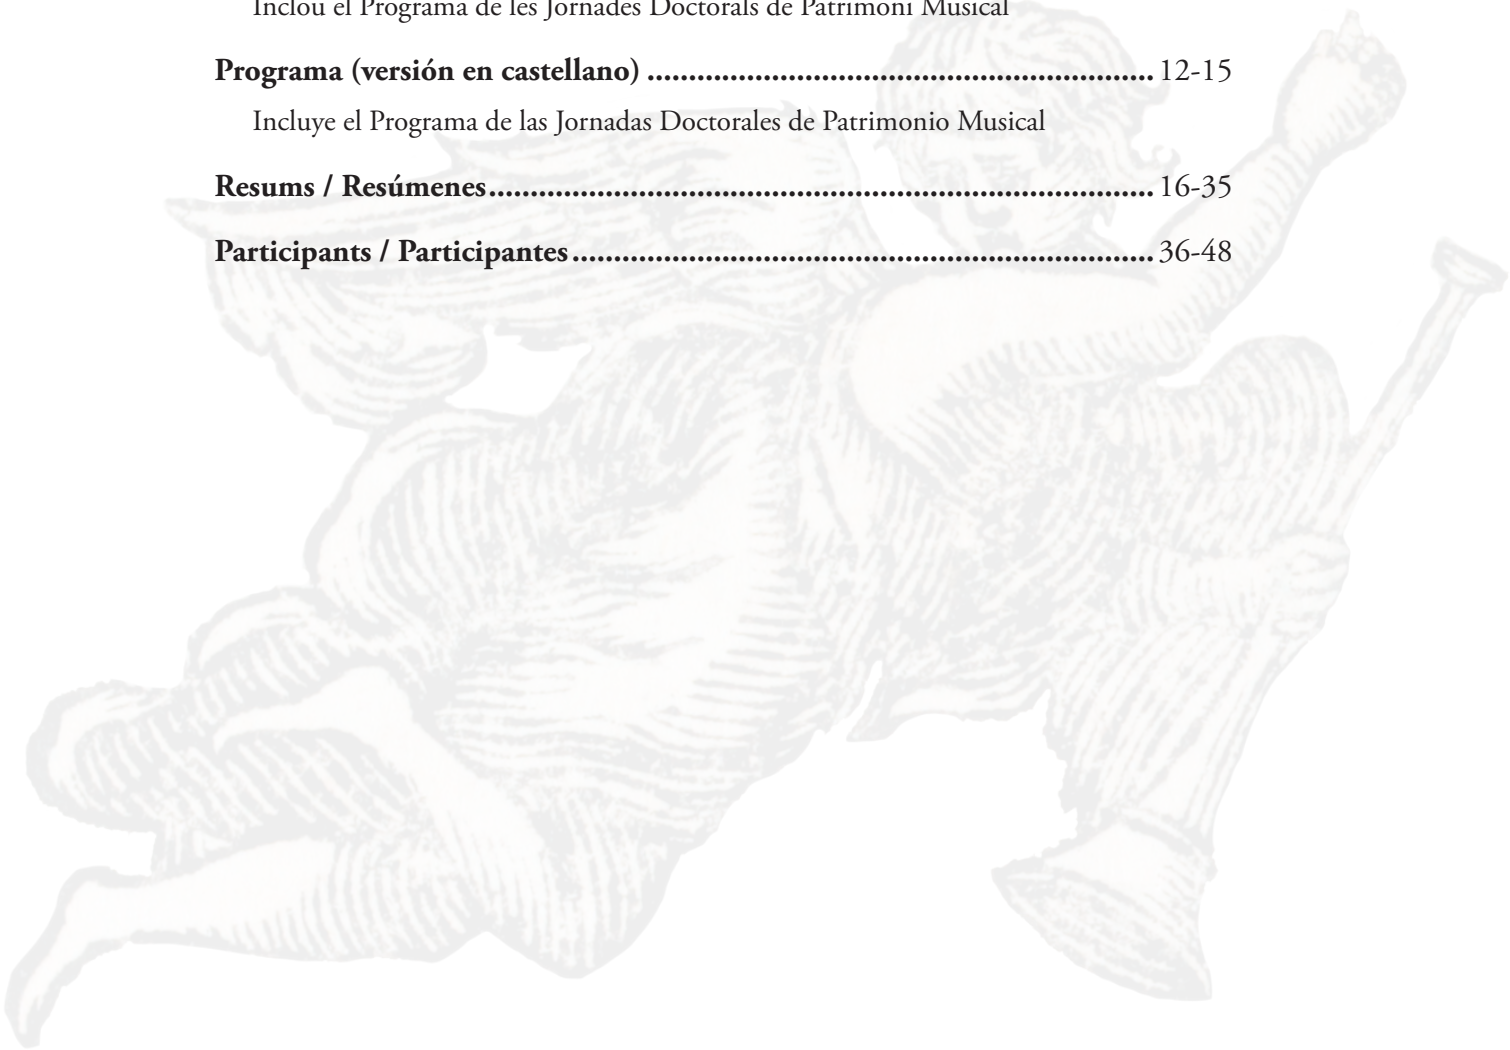 Inclou el Programa de les Jornades Doctorals de Patrimoni Musical
Programa (versión en castellano) .............................................................. 12-15
Incluye el Programa de las Jornadas Doctorales de Patrimonio Musical
Resums / Resúmenes................................................................................. 16-35
Participants / Participantes....................................................................... 36-48